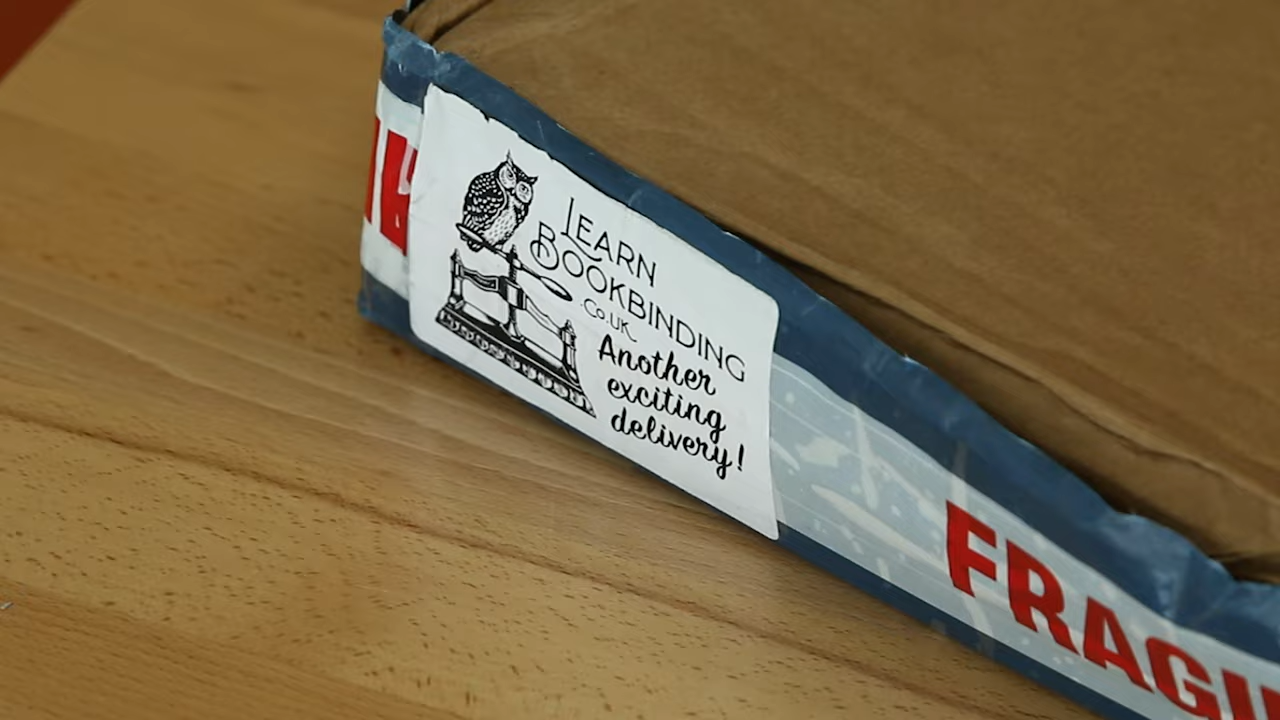 LEARN
BOOKBINDING
.CO.UK
Another
exciting
delivery!
FRAGI